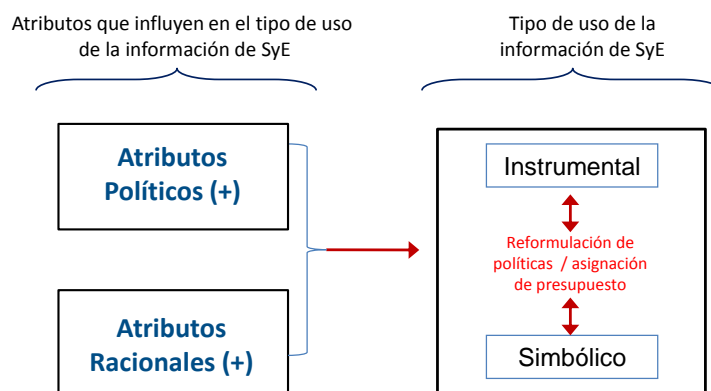 Atributos que influyen en el tipo de uso
de la información de SyE
Tipo de uso de la
información de SyE
Atributos
Políticos (+)
Atributos
Racionales (+)
Instrumental
Reformulación de
políticas / asignación
de presupuesto
Simbólico